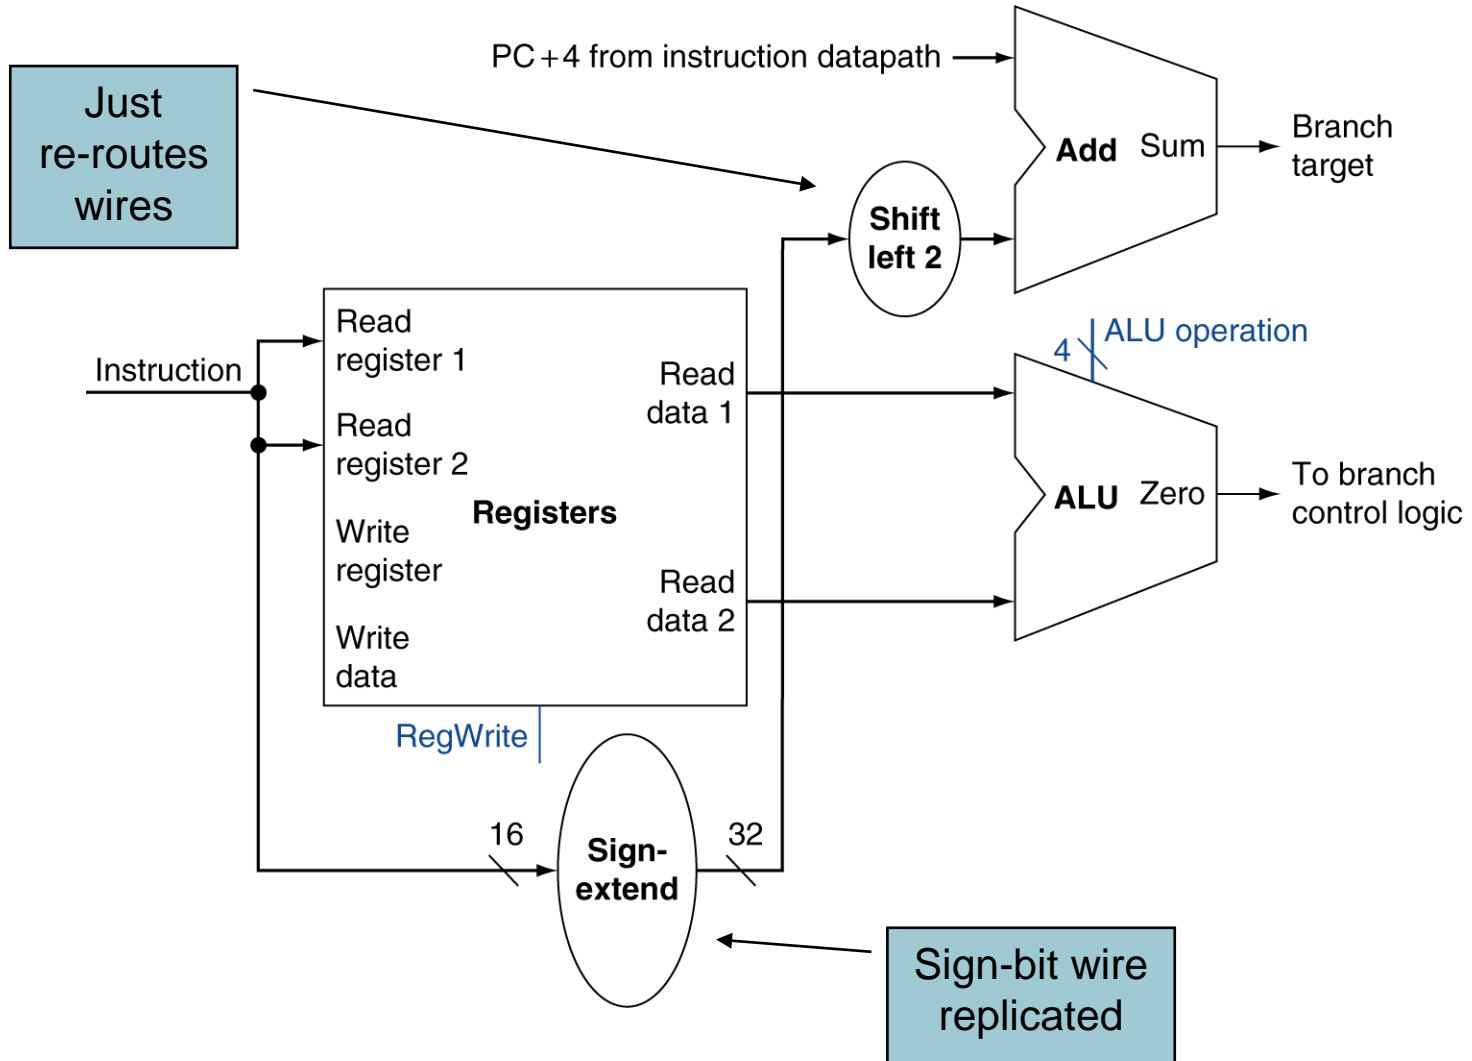 PC+4 from instruction datapath
Just
re-routes
wires
Add
Sum
Branch
target
Shift
left 2
Instruction
Read
register 1
Read
register 2
Write
register
Write
data
Registers
Read
data 1
Read
data 2
4
ALU operation
ALU
Zero
To branch
control logic
RegWrite
16
Sign-
extend
32
Sign-bit wire
replicated